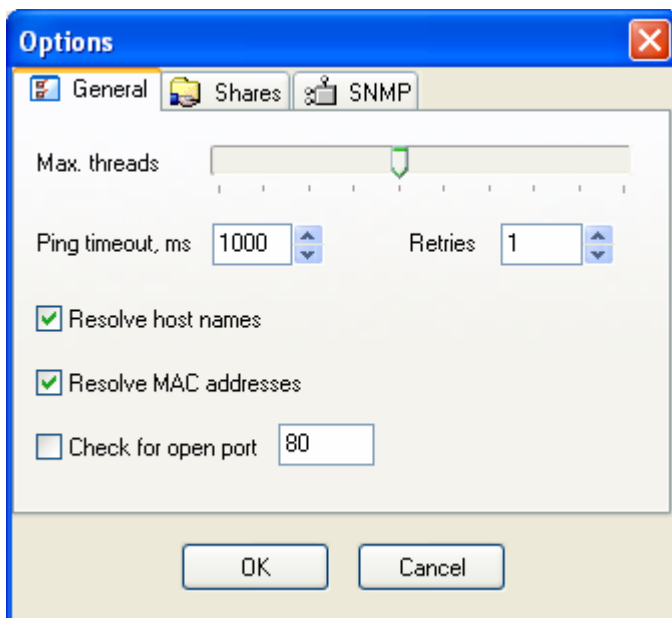 Options
General Shares SNMP
Max. threads
Ping timeout, ms 1000 Retries 1
Resolve host names
Resolve MAC addresses
Check for open port 80
OK Cancel